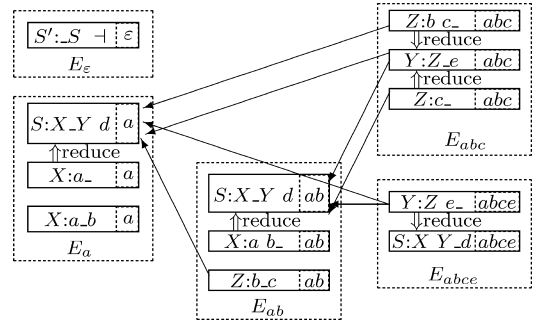 S′:_S ⊣ ε
E_ε
S:X_Y d a
⇑reduce
X:a_ a
X:a_b a
E_a
S:X_Y d ab
⇑reduce
X:a b_ ab
Z:b_c ab
E_ab
Z:b c_ abc
⇓reduce
Y:Z_e abc
⇑reduce
Z:c_ abc
E_abc
Y:Z e_ abce
⇓reduce
S:X Y_d abce
E_abce